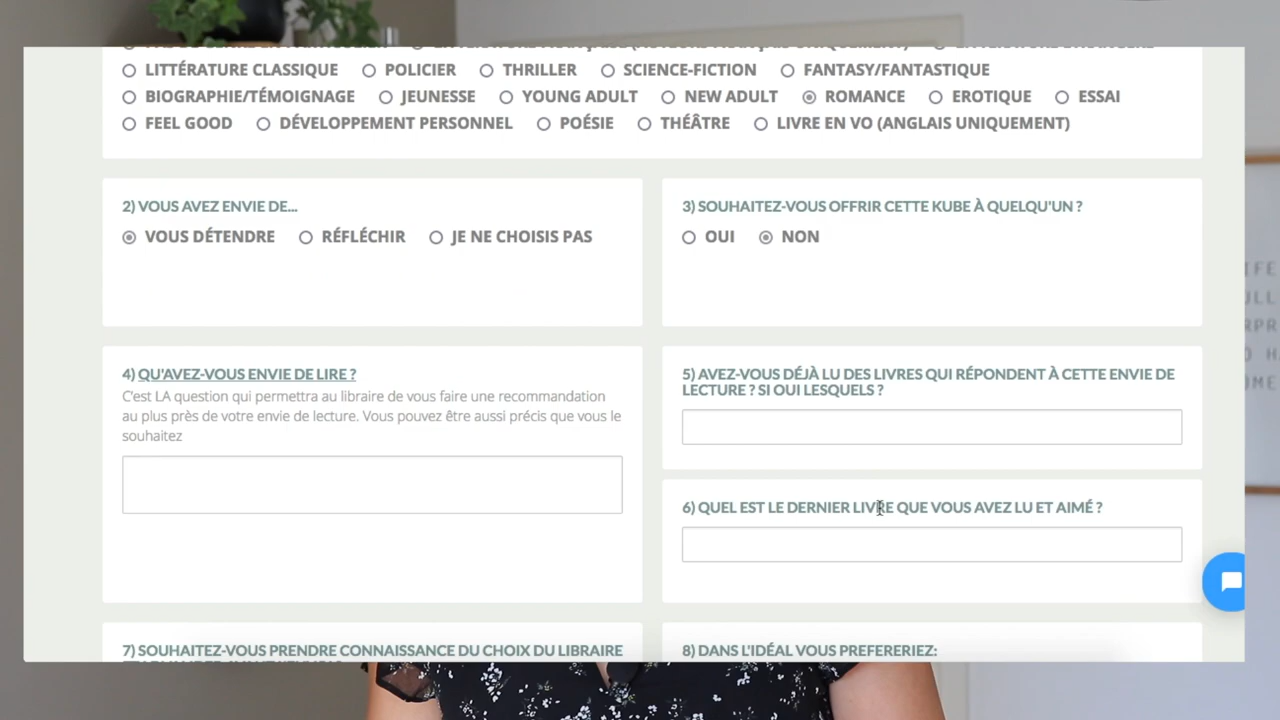 LITTÉRATURE CLASSIQUE POLICIER THRILLER SCIENCE-FICTION FANTASY/FANTASTIQUE
BIOGRAPHIE/TÉMOIGNAGE JEUNESSE YOUNG ADULT NEW ADULT ROMANCE EROTIQUE ESSAI
FEEL GOOD DÉVELOPPEMENT PERSONNEL POÉSIE THÉÂTRE LIVRE EN VO (ANGLAIS UNIQUEMENT)
2) VOUS AVEZ ENVIE DE...
VOUS DÉTENDRE RÉFLÉCHIR JE NE CHOISIS PAS
3) SOUHAITEZ-VOUS OFFRIR CETTE KUBE À QUELQU'UN ?
OUI NON
4) QU'AVEZ-VOUS ENVIE DE LIRE ?
C'est LA question qui permettra au libraire de vous faire une recommandation
au plus près de votre envie de lecture. Vous pouvez être aussi précis que vous le
souhaitez
5) AVEZ-VOUS DÉJÀ LU DES LIVRES QUI RÉPONDENT À CETTE ENVIE DE
LECTURE ? SI OUI LESQUELS ?
6) QUEL EST LE DERNIER LIVRE QUE VOUS AVEZ LU ET AIMÉ ?
7) SOUHAITEZ-VOUS PRENDRE CONNAISSANCE DU CHOIX DU LIBRAIRE
8) DANS L'IDÉAL VOUS PREFERERIEZ: